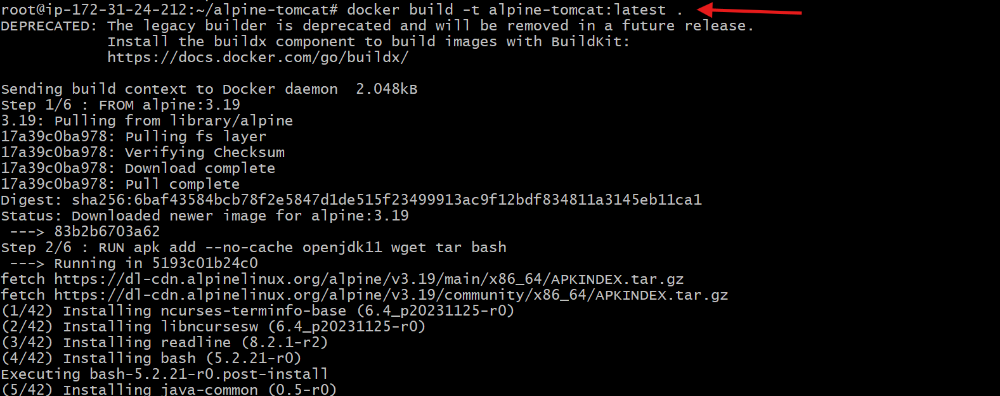 root@ip-172-31-24-212:~/alpine-tomcat# docker build -t alpine-tomcat:latest .
DEPRECATED: The legacy builder is deprecated and will be removed in a future release.
            Install the buildx component to build images with BuildKit:
            https://docs.docker.com/go/buildx/

Sending build context to Docker daemon  2.048kB
Step 1/6 : FROM alpine:3.19
3.19: Pulling from library/alpine
17a39c0ba978: Pulling fs layer
17a39c0ba978: Verifying Checksum
17a39c0ba978: Download complete
17a39c0ba978: Pull complete
Digest: sha256:6baf43584bcb78f2e5847d1de515f23499913ac9f12bdf834811a3145eb11ca1
Status: Downloaded newer image for alpine:3.19
 ---> 83b2b6703a62
Step 2/6 : RUN apk add --no-cache openjdk11 wget tar bash
 ---> Running in 5193c01b24c0
fetch https://dl-cdn.alpinelinux.org/alpine/v3.19/main/x86_64/APKINDEX.tar.gz
fetch https://dl-cdn.alpinelinux.org/alpine/v3.19/community/x86_64/APKINDEX.tar.gz
(1/42) Installing ncurses-terminfo-base (6.4_p20231125-r0)
(2/42) Installing libncursesw (6.4_p20231125-r0)
(3/42) Installing readline (8.2.1-r2)
(4/42) Installing bash (5.2.21-r0)
Executing bash-5.2.21-r0.post-install
(5/42) Installing java-common (0.5-r0)